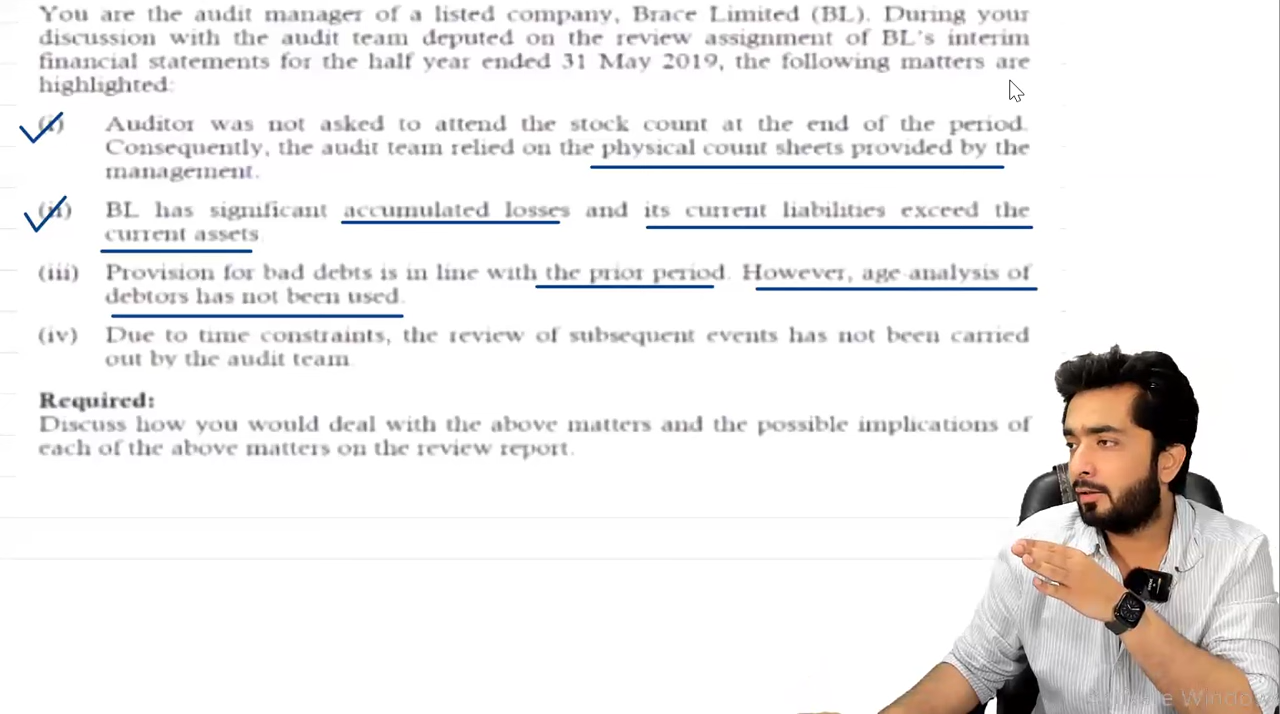 You are the audit manager of a listed company, Brace Limited (BL). During your
discussion with the audit team deputed on the review assignment of BL's interim
financial statements for the half year ended 31 May 2019, the following matters are
highlighted:
(i) Auditor was not asked to attend the stock count at the end of the period.
Consequently, the audit team relied on the physical count sheets provided by the
management.
(ii) BL has significant accumulated losses and its current liabilities exceed the
current assets
(iii) Provision for bad debts is in line with the prior period. However, age analysis of
debtors has not been used.
(iv) Due to time constraints, the review of subsequent events has not been carried
out by the audit team
Required:
Discuss how you would deal with the above matters and the possible implications of
each of the above matters on the review report.